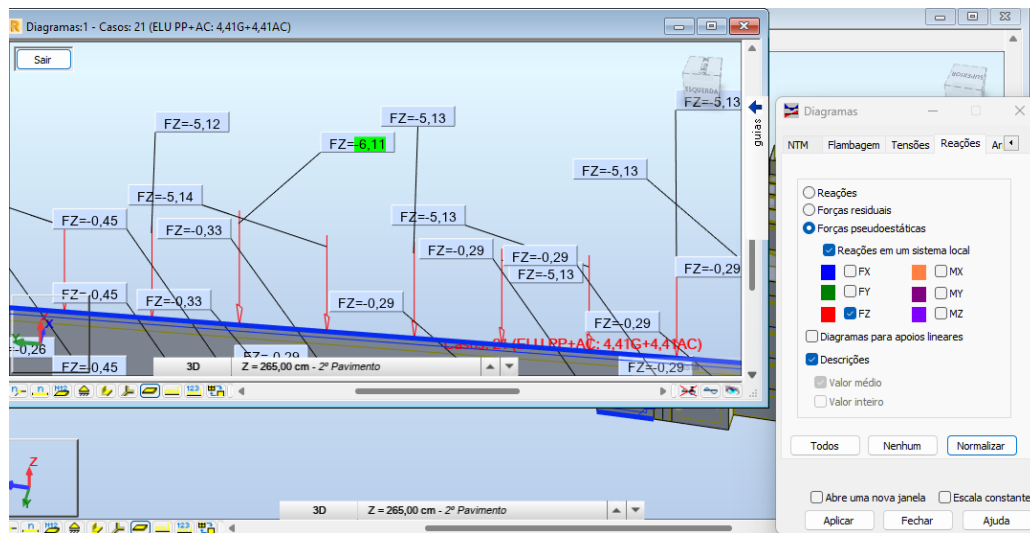 Diagramas:1 - Casos: 21 (ELU PP+AC: 4,41G+4,41AC)
Sair
ESQUERDA
guias
SUPERIOR
FZ=-5,12
FZ=-5,13
FZ=-5,13
FZ=-6,11
FZ=-5,13
FZ=-5,14
FZ=-0,45
FZ=-0,33
FZ=-5,13
FZ=-0,29
FZ=-0,29
FZ=-5,13
FZ=-0,29
FZ=-0,45
FZ=-0,33
FZ=-0,29
FZ=-0,29
Casos: 21 (ELU PP+AC: 4,41G+4,41AC)
=-0,26
FZ=-0,45
FZ=-0,29
FZ=-0,29
3D
Z = 265,00 cm - 2º Pavimento
3D
Z = 265,00 cm - 2º Pavimento
Diagramas
NTM Flambagem Tensões Reações
Reações
Forças residuais
Forças pseudoestáticas
Reações em um sistema local
FX MX
FY MY
FZ MZ
Diagramas para apoios lineares
Descrições
Valor médio
Valor inteiro
Todos Nenhum Normalizar
Abre uma nova janela Escala constante
Aplicar Fechar Ajuda